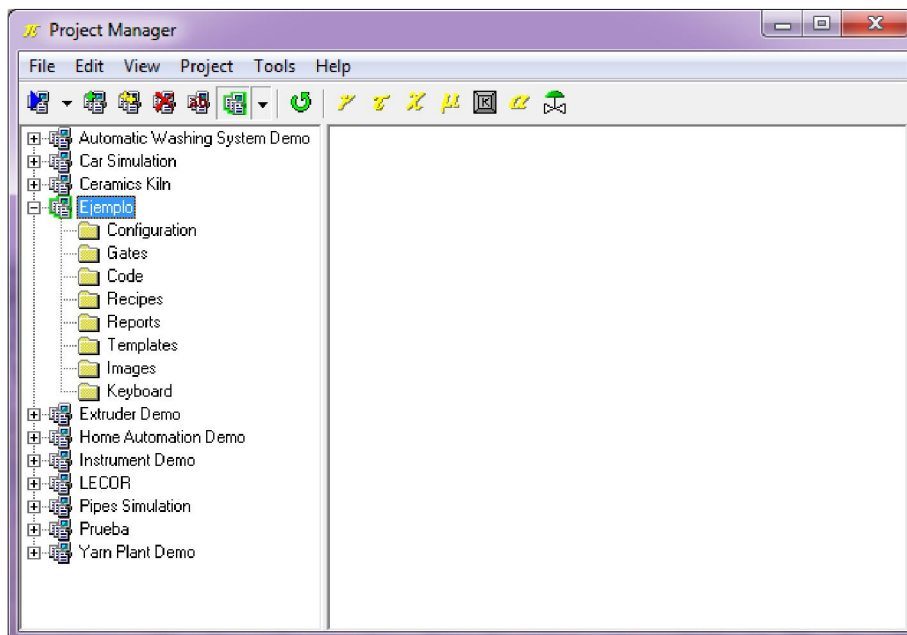 Project Manager
File Edit View Project Tools Help
Automatic Washing System Demo
Car Simulation
Ceramics Kiln
Ejemplo
Configuration
Gates
Code
Recipes
Reports
Templates
Images
Keyboard
Extruder Demo
Home Automation Demo
Instrument Demo
LECOR
Pipes Simulation
Prueba
Yarn Plant Demo